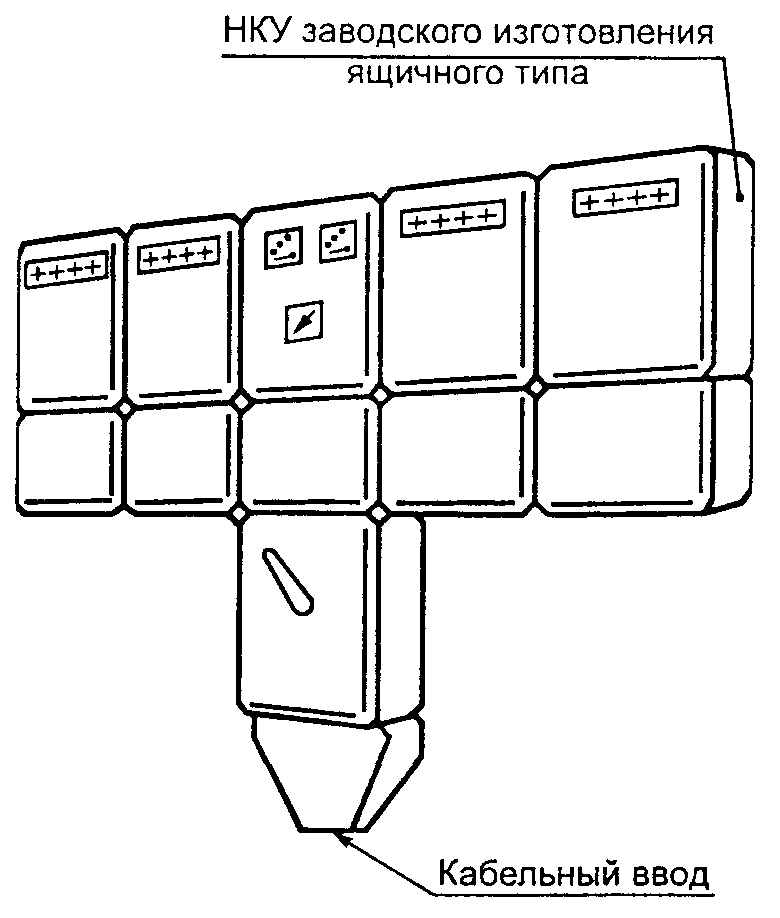 НКУ заводского изготовления
ящичного типа
Кабельный ввод